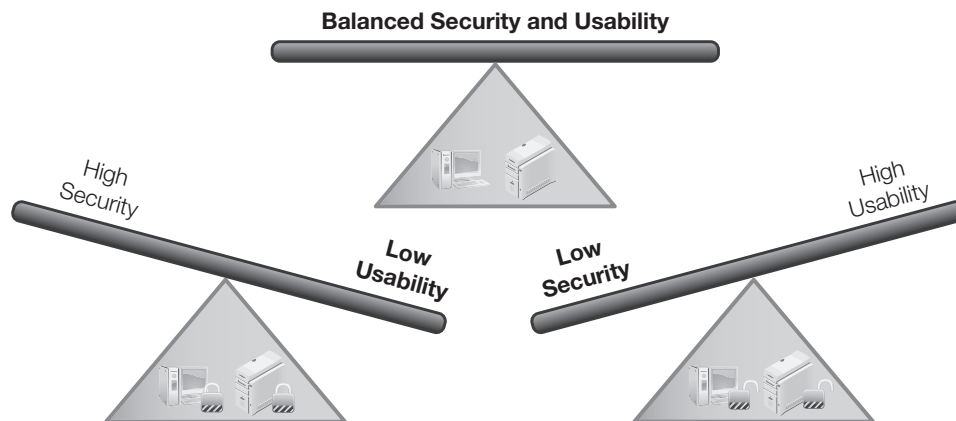 Balanced Security and Usability
High
Security
Low
Usability
Low
Security
High
Usability